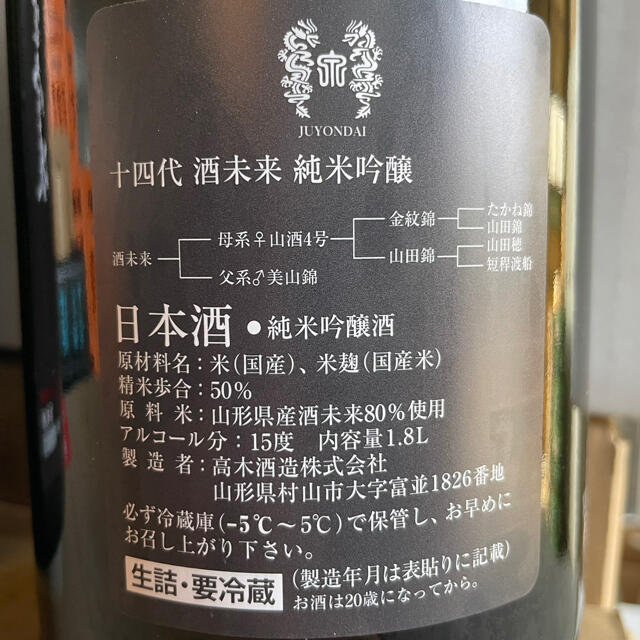 JUYONDAI
十四代 酒未来 純米吟醸
酒未来
母系♀山酒4号
父系♂美山錦
金紋錦
山田錦
たかね錦
山田錦
山田穂
短稈渡船
日本酒 ● 純米吟醸酒
原材料名：米（国産）、米麹（国産米）
精米歩合：50%
原料米：山形県産酒未来80%使用
アルコール分：15度 内容量1.8L
製造者：高木酒造株式会社
山形県村山市大字富並1826番地
必ず冷蔵庫（-5℃～5℃）で保管し、お早めに
お召し上がり下さい。
生詰・要冷蔵
（製造年月は表貼りに記載）
お酒は20歳になってから。